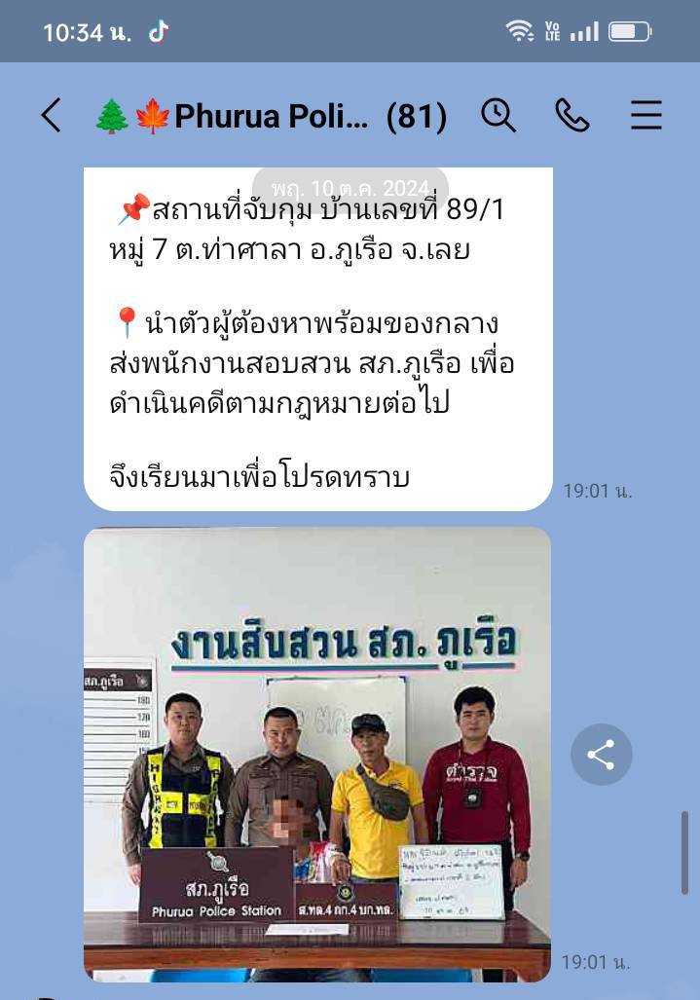 10:34 น.
Vo
LTE
Phurua Poli... (81)
พฤ. 10 ต.ค. 2024
📌สถานที่จับกุม บ้านเลขที่ 89/1
หมู่ 7 ต.ท่าศาลา อ.ภูเรือ จ.เลย
📍นำตัวผู้ต้องหาพร้อมของกลาง
ส่งพนักงานสอบสวน สภ.ภูเรือ เพื่อ
ดำเนินคดีตามกฎหมายต่อไป
จึงเรียนมาเพื่อโปรดทราบ
19:01 น.
งานสืบสวน สภ. ภูเรือ
สภ.ภูเรือ
180
170
160
ตำรวจ
Royal Thai Police
สภ.ภูเรือ
Phurua Police Station
ส.ทล.4 กก.4 บก.ทล.
19:01 น.